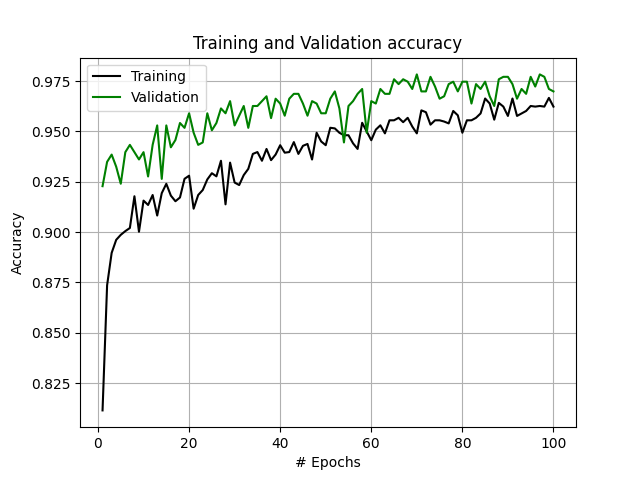 Training and Validation accuracy
Training
Validation
0.975
0.950
0.925
0.900
0.875
0.850
0.825
Accuracy
0 20 40 60 80 100
# Epochs